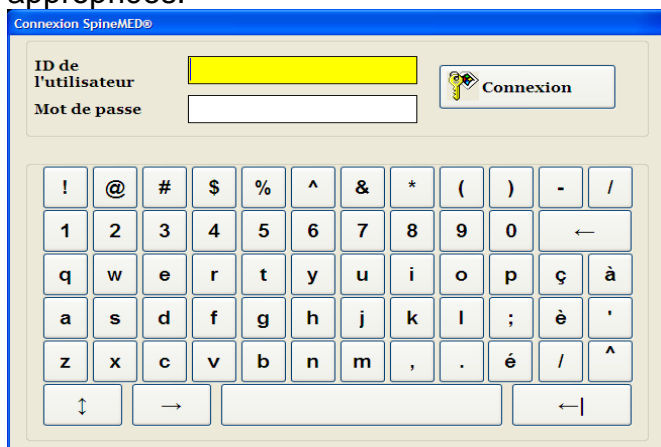 appropriées.
Connexion SpineMED®
ID de
l'utilisateur
Mot de passe
Connexion
! @ # $ % ^ & * ( ) - /
1 2 3 4 5 6 7 8 9 0 ←
q w e r t y u i o p ç à
a s d f g h j k l ; è '
z x c v b n m , . é / ^
↕ → ←|